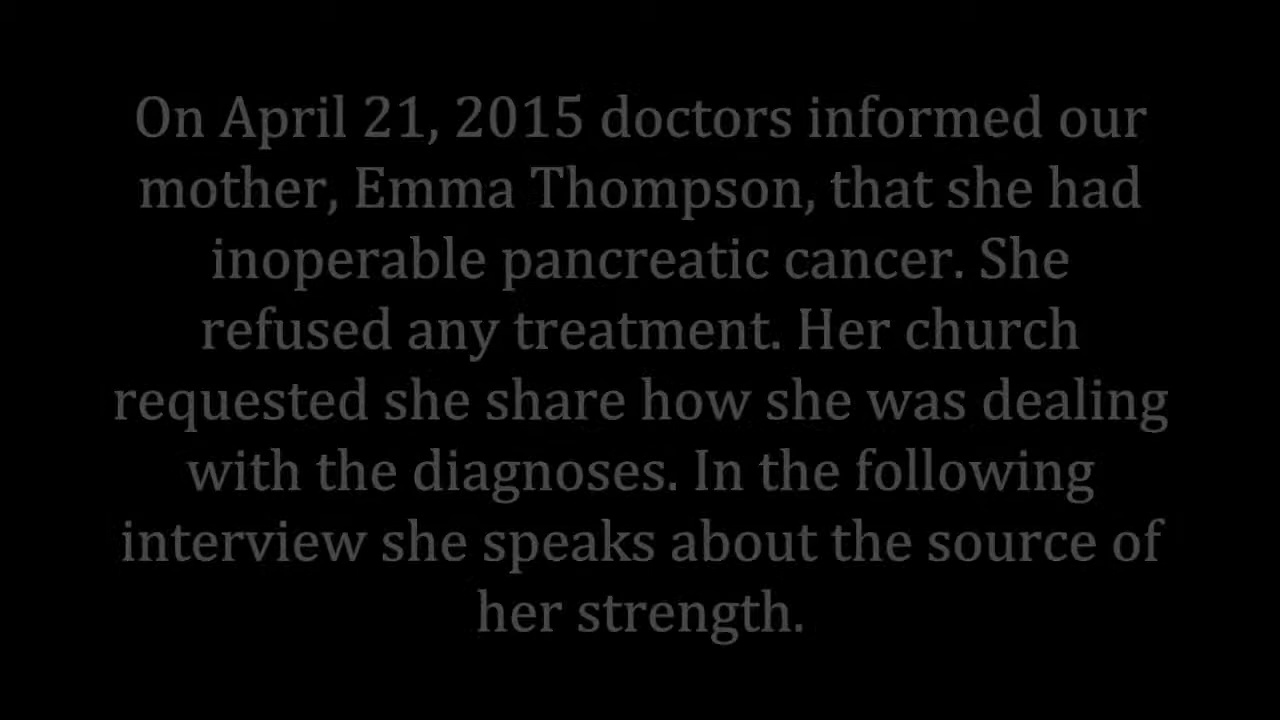 On April 21, 2015 doctors informed our
mother, Emma Thompson, that she had
inoperable pancreatic cancer. She
refused any treatment. Her church
requested she share how she was dealing
with the diagnoses. In the following
interview she speaks about the source of
her strength.